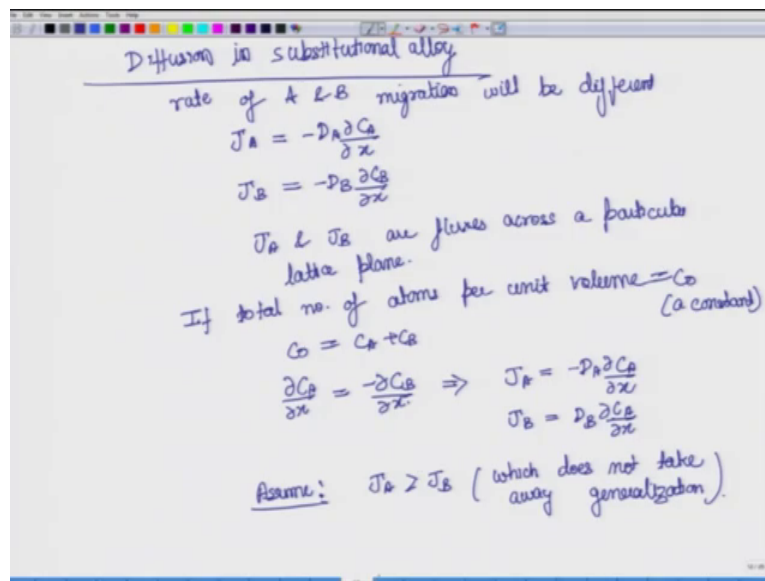 Diffusion in substitutional alloy
rate of A & B migration will be different
J_A = -D_A ∂C_A/∂x
J_B = -D_B ∂C_B/∂x
J_A & J_B are fluxes across a particular
lattice plane.
If total no. of atoms per unit volume = C_0
(a constant)
C_0 = C_A + C_B
∂C_A/∂x = -∂C_B/∂x ⇒ J_A = -D_A ∂C_A/∂x
J_B = D_B ∂C_B/∂x
Assume: J_A > J_B (which does not take
away generalization).